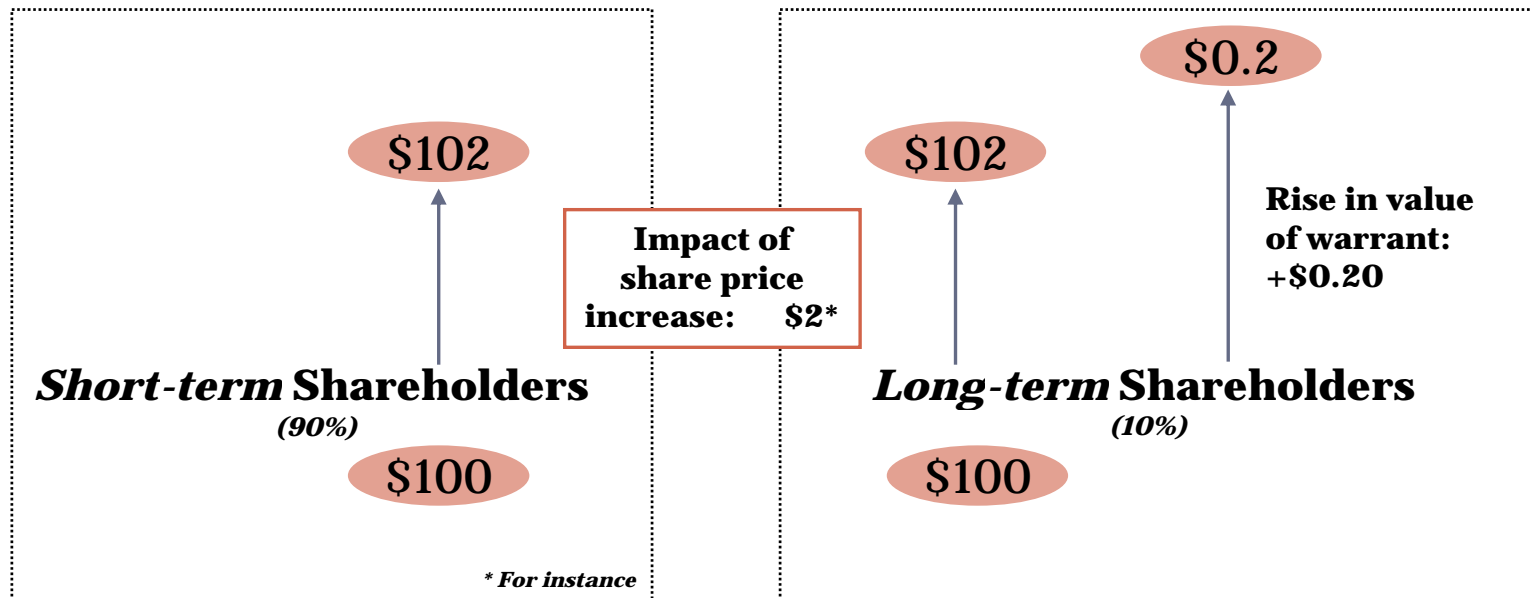 $102
Short-term Shareholders
(90%)
$100
* For instance
Impact of
share price
increase: $2*
$0.2
$102
Rise in value
of warrant:
+$0.20
Long-term Shareholders
(10%)
$100